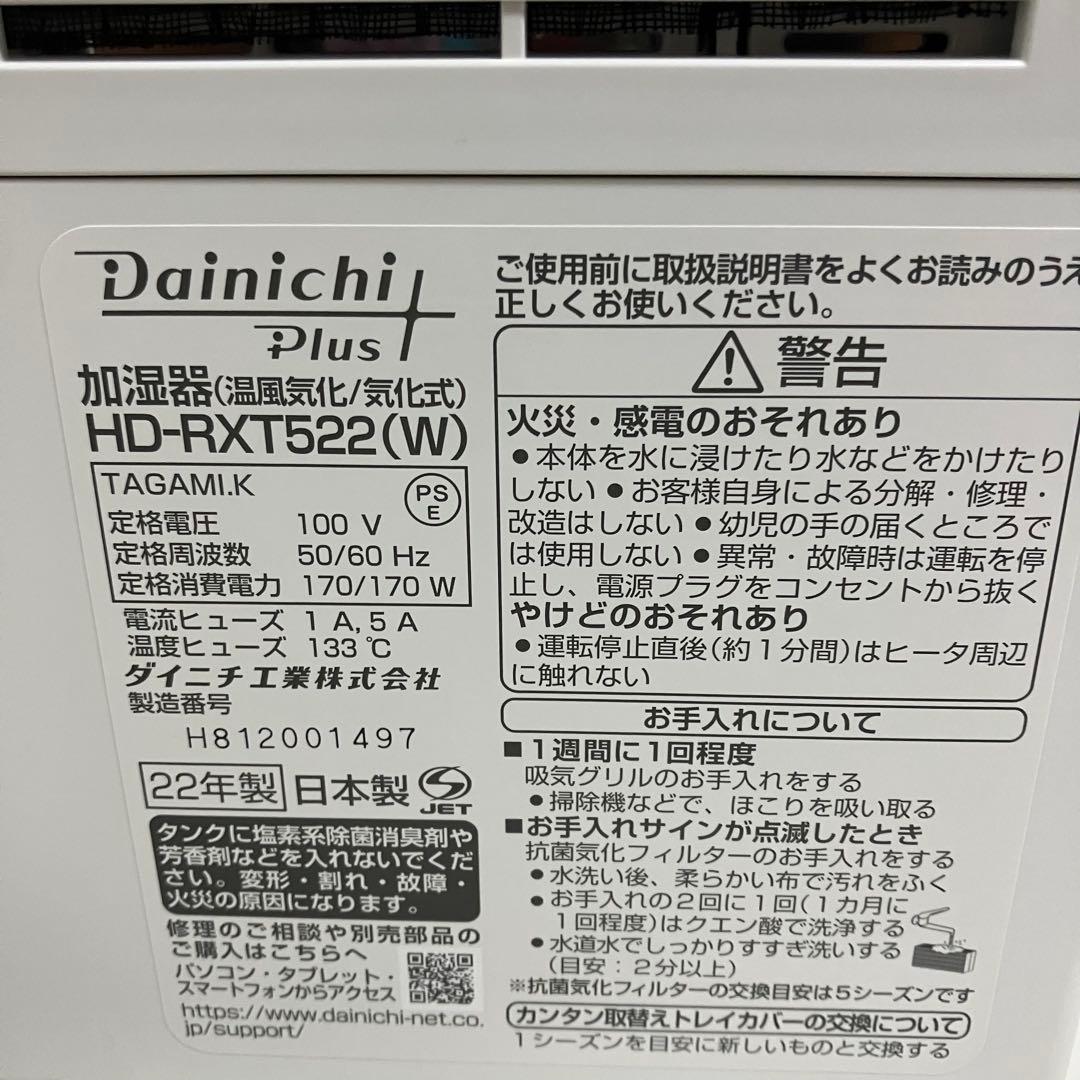 Dainichi
Plus
加湿器(温風気化/気化式)
HD-RXT522(W)
TAGAMI.K
PS
E
定格電圧 100 V
定格周波数 50/60 Hz
定格消費電力 170/170 W
電流ヒューズ 1 A, 5 A
温度ヒューズ 133℃
ダイニチ工業株式会社
製造番号
H812001497
22年製 日本製 JET
タンクに塩素系除菌消臭剤や
芳香剤などを入れないでくだ
さい。変形・割れ・故障・
火災の原因になります。
修理のご相談や別売部品の
ご購入はこちらへ
パソコン・タブレット・
スマートフォンからアクセス
https://www.dainichi-net.co.
jp/support/
ご使用前に取扱説明書をよくお読みのうえ
正しくお使いください。
警告
火災・感電のおそれあり
●本体を水に浸けたり水などをかけたり
しない ●お客様自身による分解・修理・
改造はしない ●幼児の手の届くところで
は使用しない ●異常・故障時は運転を停
止し、電源プラグをコンセントから抜く
やけどのおそれあり
●運転停止直後(約1分間)はヒータ周辺
に触れない
お手入れについて
■1週間に1回程度
吸気グリルのお手入れをする
●掃除機などで、ほこりを吸い取る
■お手入れサインが点滅したとき
抗菌気化フィルターのお手入れをする
●水洗い後、柔らかい布で汚れをふく
●お手入れの2回に1回(1カ月に
1回程度)はクエン酸で洗浄する
●水道水でしっかりすすぎ洗いする
(目安：2分以上)
※抗菌気化フィルターの交換目安は5シーズンです
カンタン取替えトレイカバーの交換について
1シーズンを目安に新しいものと交換する